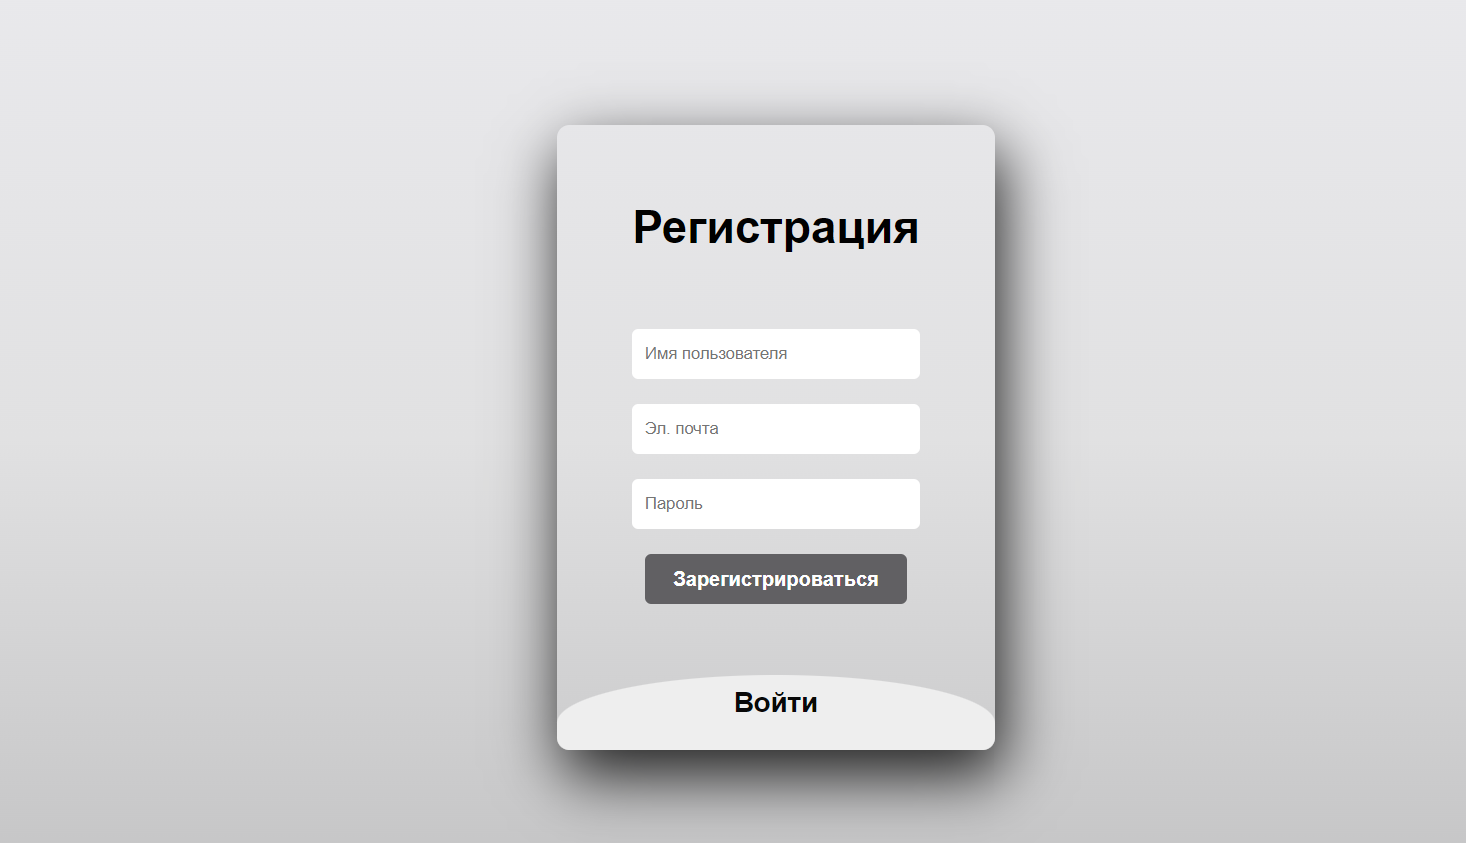 Регистрация
Имя пользователя
Эл. почта
Пароль
Зарегистрироваться
Войти